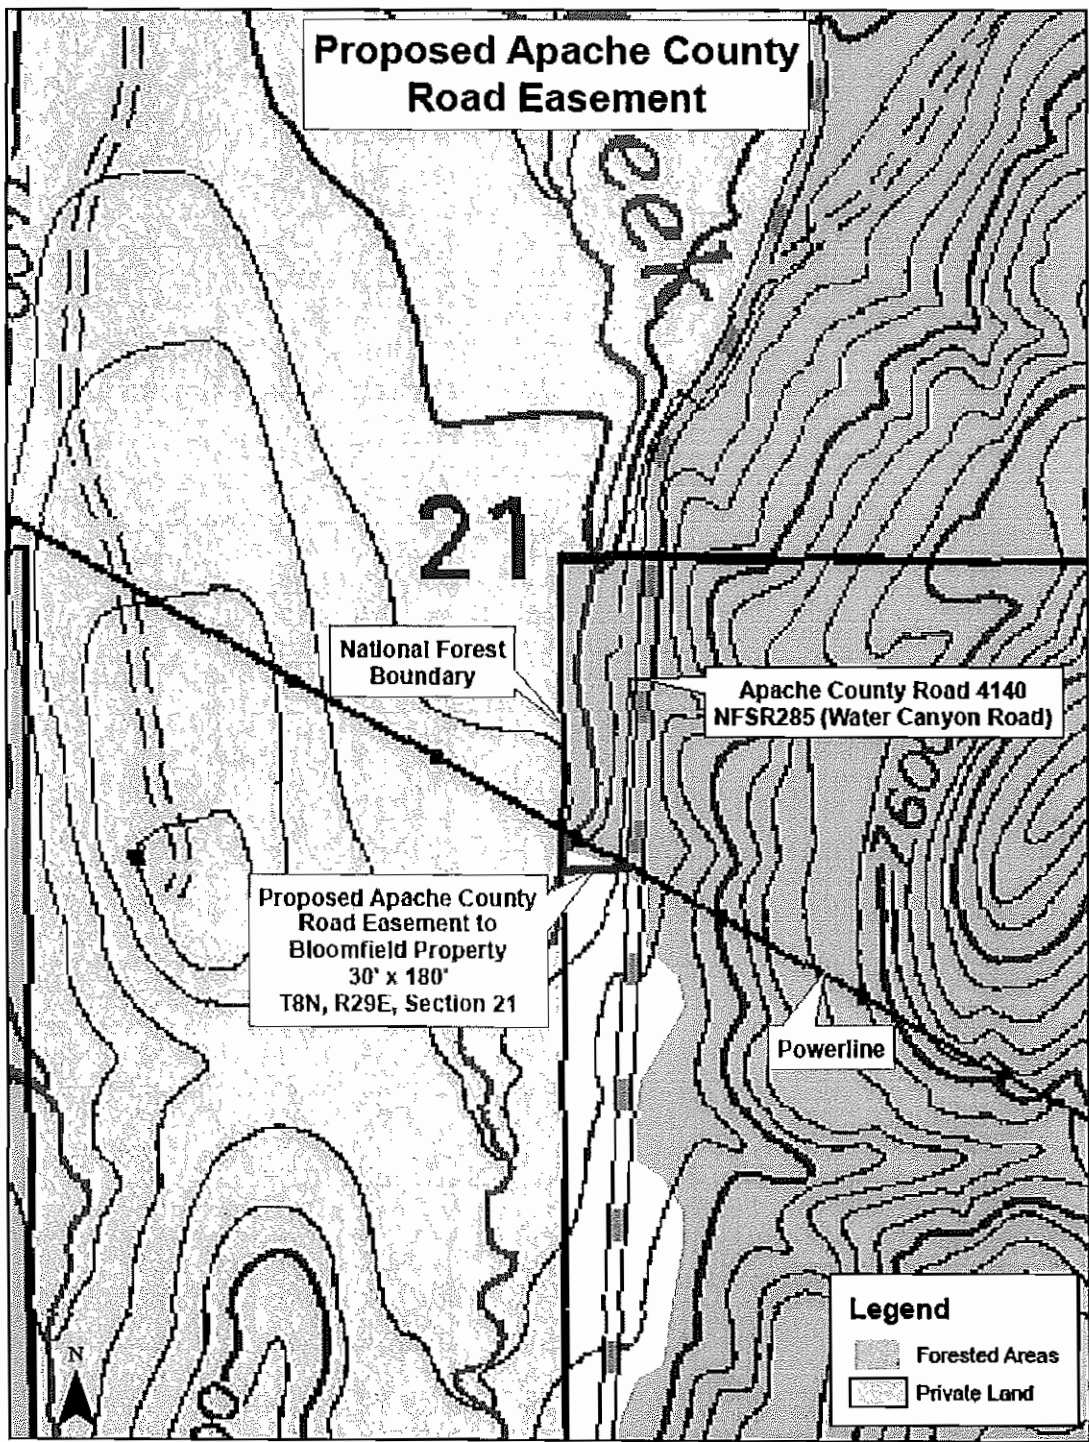 Proposed Apache County
Road Easement
eek
21
National Forest
Boundary
Apache County Road 4140
NFSR285 (Water Canyon Road)
Proposed Apache County
Road Easement to
Bloomfield Property
30' x 180'
T8N, R29E, Section 21
Powerline
Legend
Forested Areas
Private Land
N